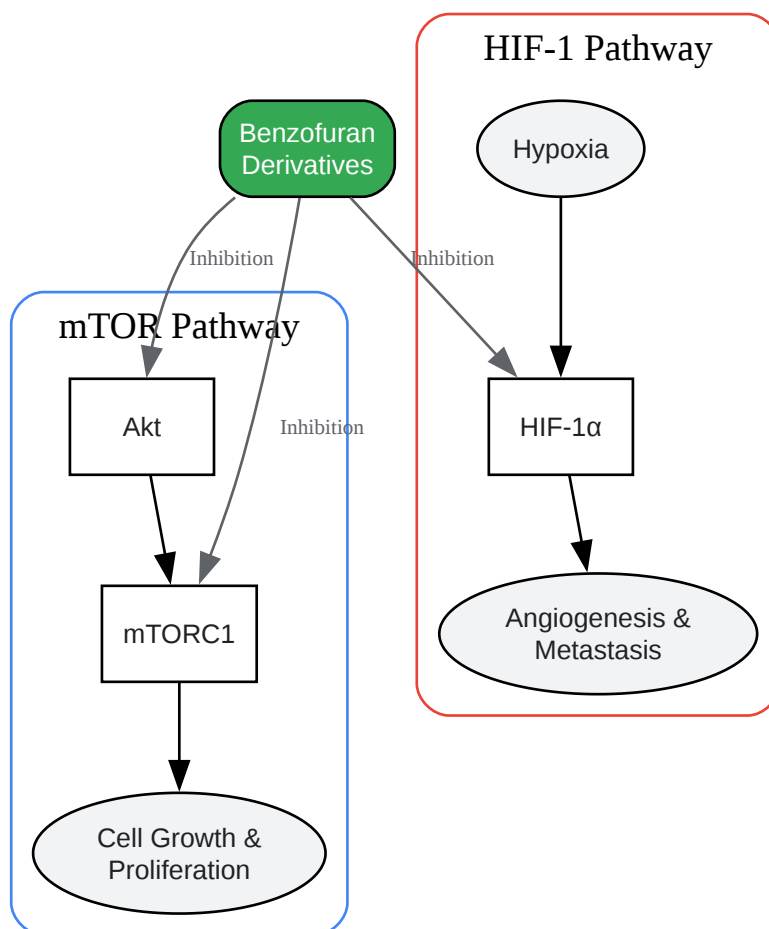 HIF-1 Pathway
Benzofuran
Derivatives
Hypoxia
Inhibition
Inhibition
mTOR Pathway
Akt
Inhibition
HIF-1α
mTORC1
Angiogenesis &
Metastasis
Cell Growth &
Proliferation